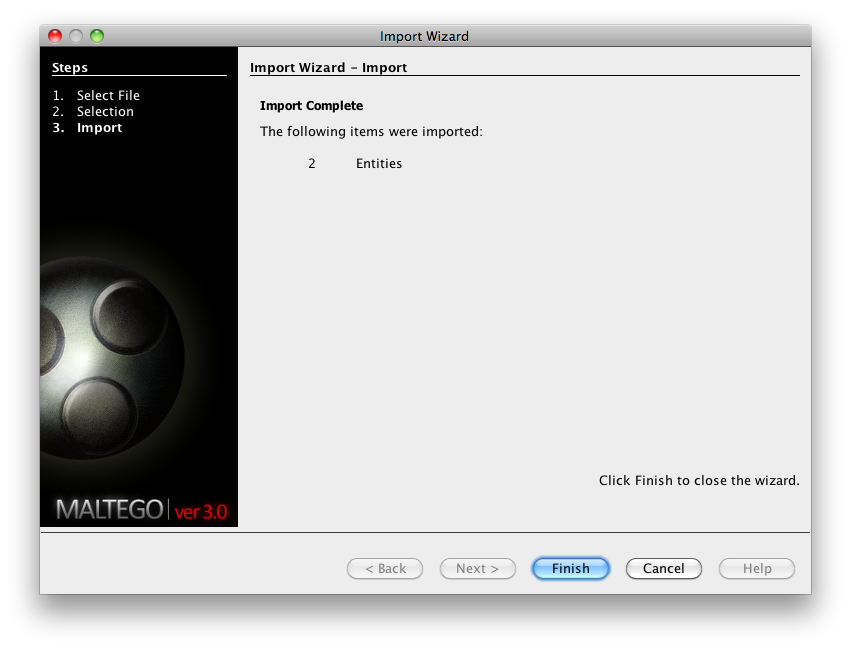 Import Wizard
Steps
1. Select File
2. Selection
3. Import
MALTEGO | ver 3.0
Import Wizard – Import
Import Complete
The following items were imported:
2 Entities
Click Finish to close the wizard.
< Back Next > Finish Cancel Help